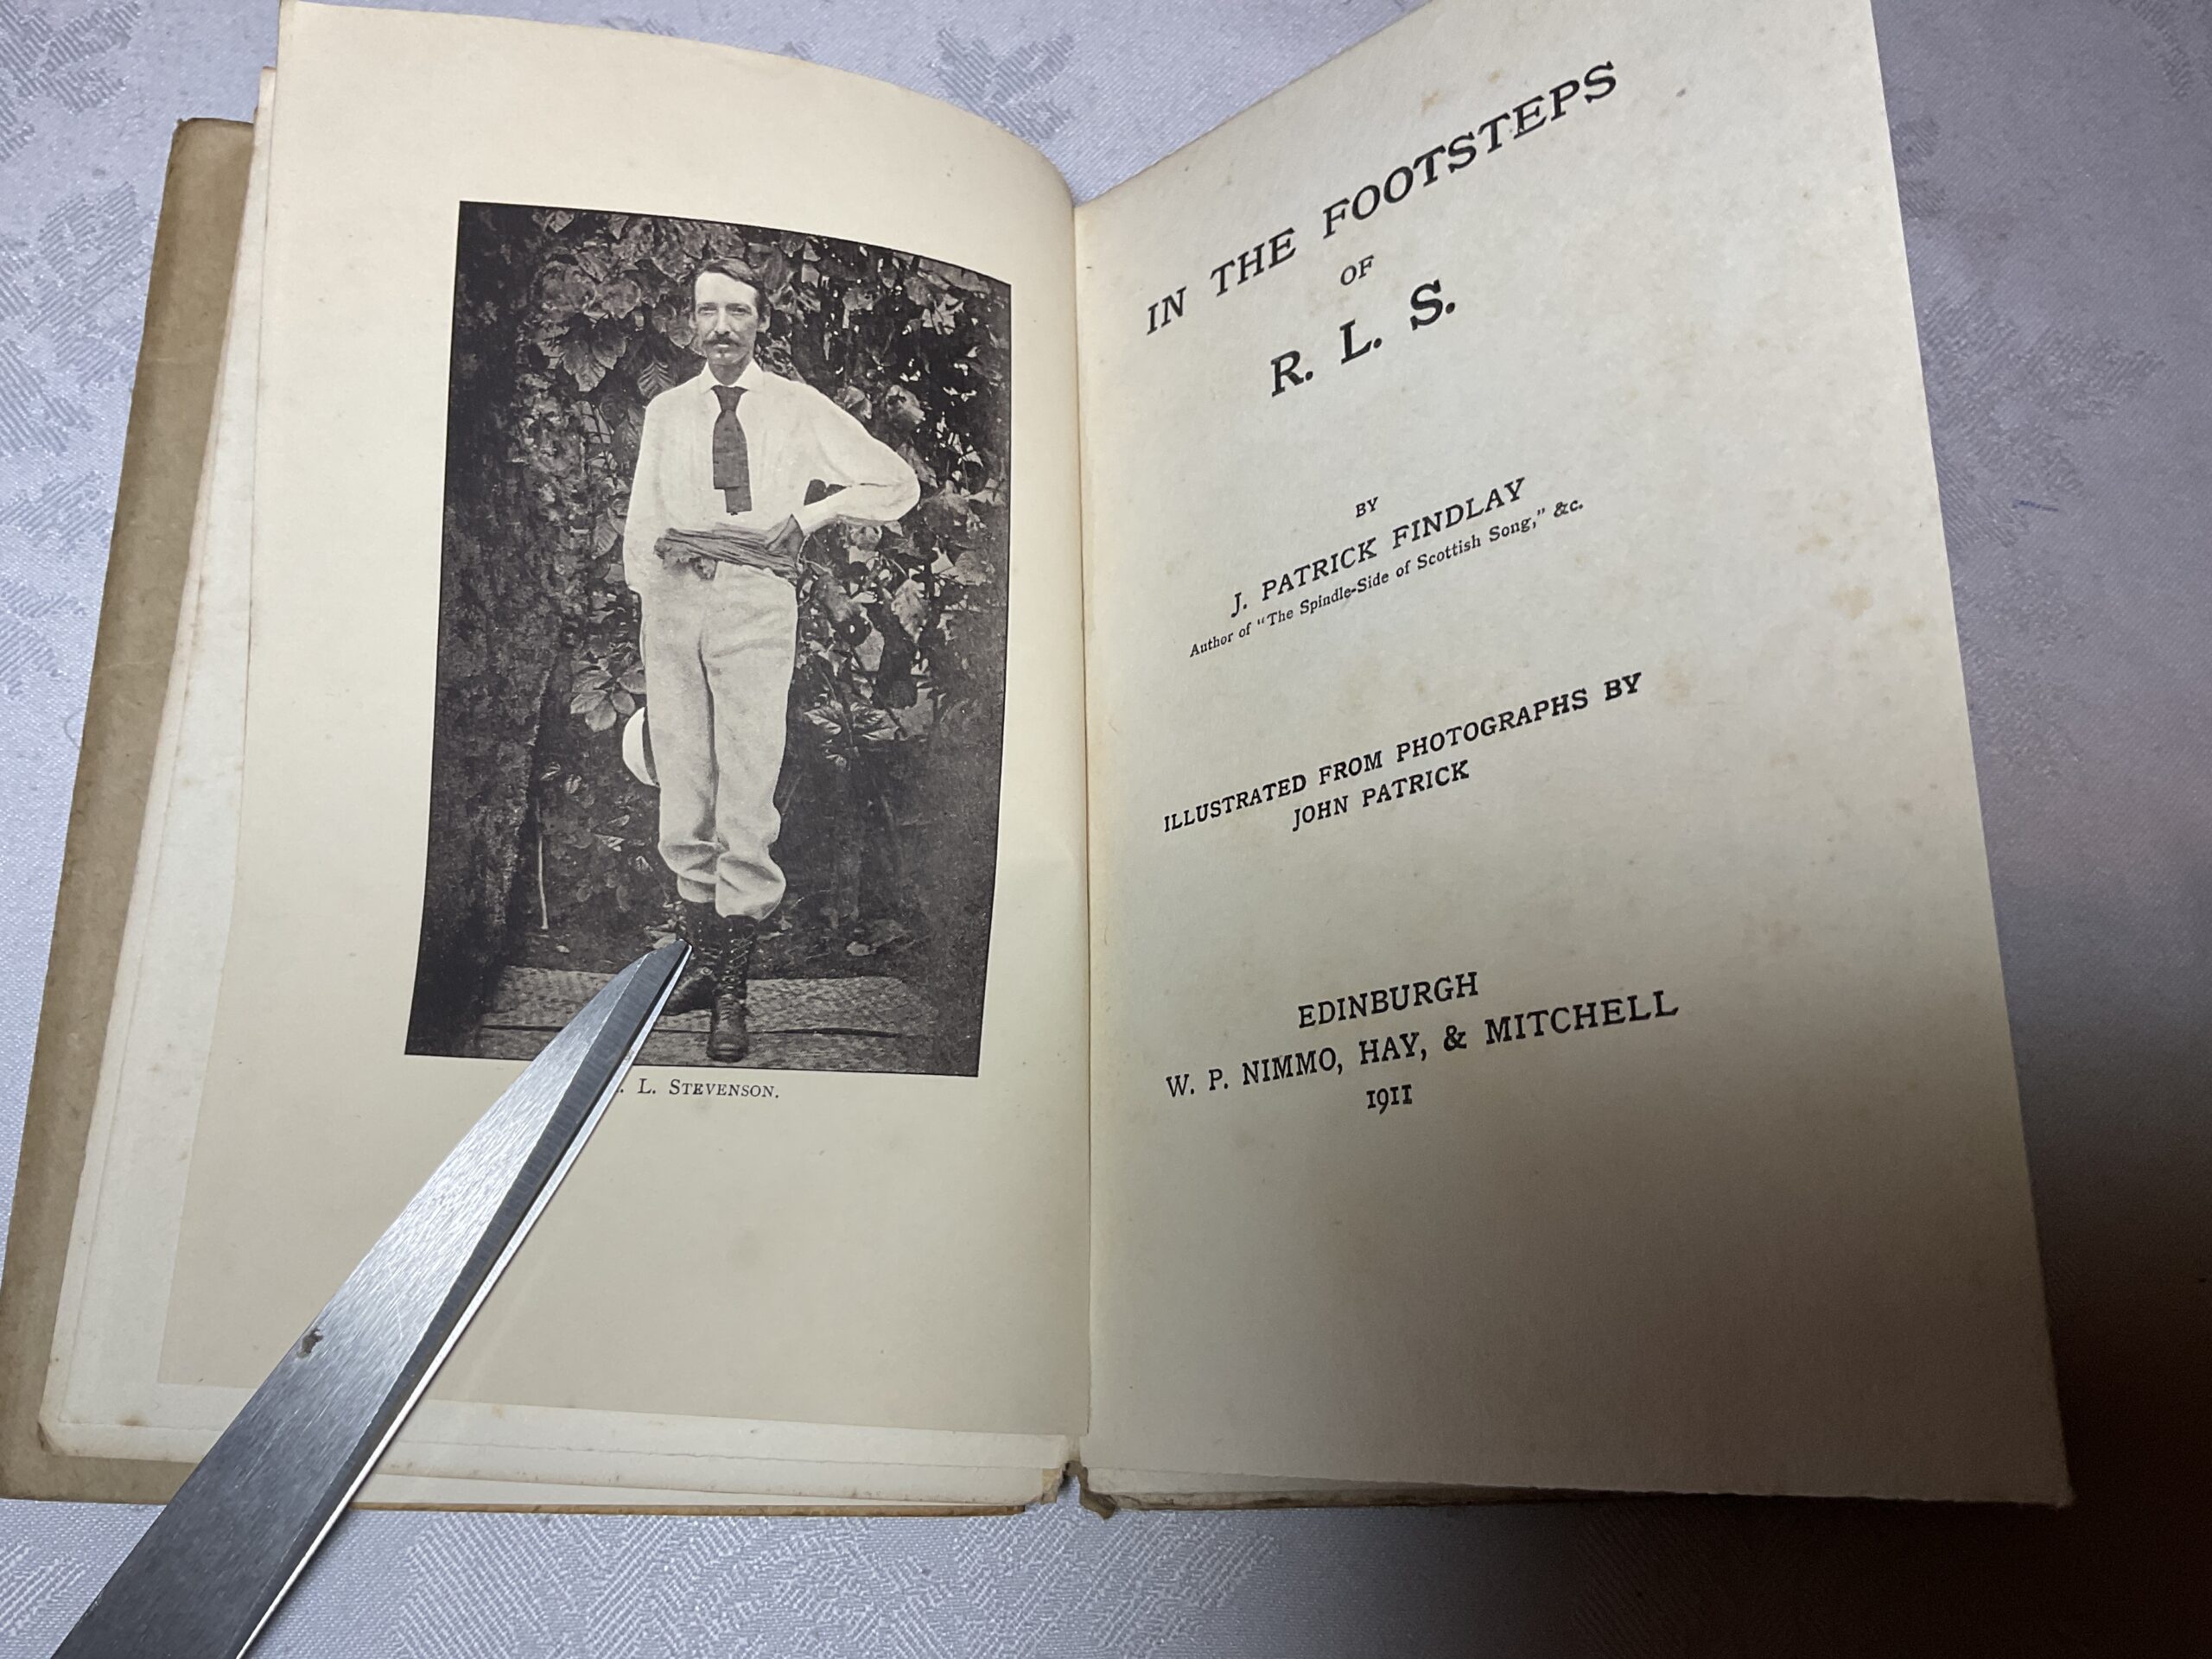 . L. STEVENSON.
IN THE FOOTSTEPS
OF
R. L. S.
BY
J. PATRICK FINDLAY
Author of "The Spindle-Side of Scottish Song," &c.
ILLUSTRATED FROM PHOTOGRAPHS BY
JOHN PATRICK
EDINBURGH
W. P. NIMMO, HAY, & MITCHELL
1911